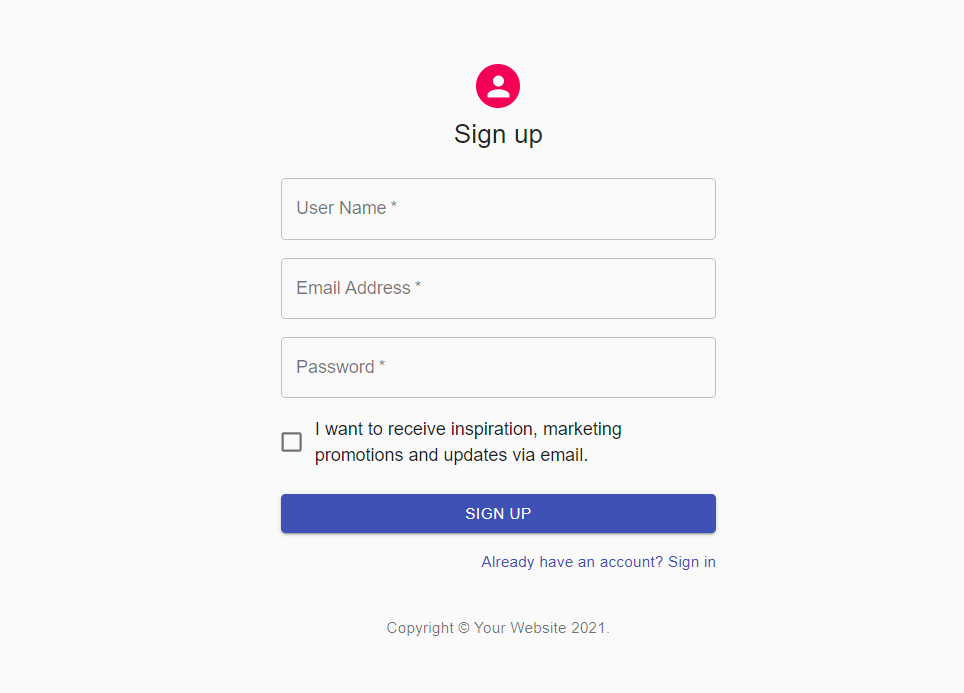 Sign up
User Name *
Email Address *
Password *
I want to receive inspiration, marketing
promotions and updates via email.
SIGN UP
Already have an account? Sign in
Copyright © Your Website 2021.